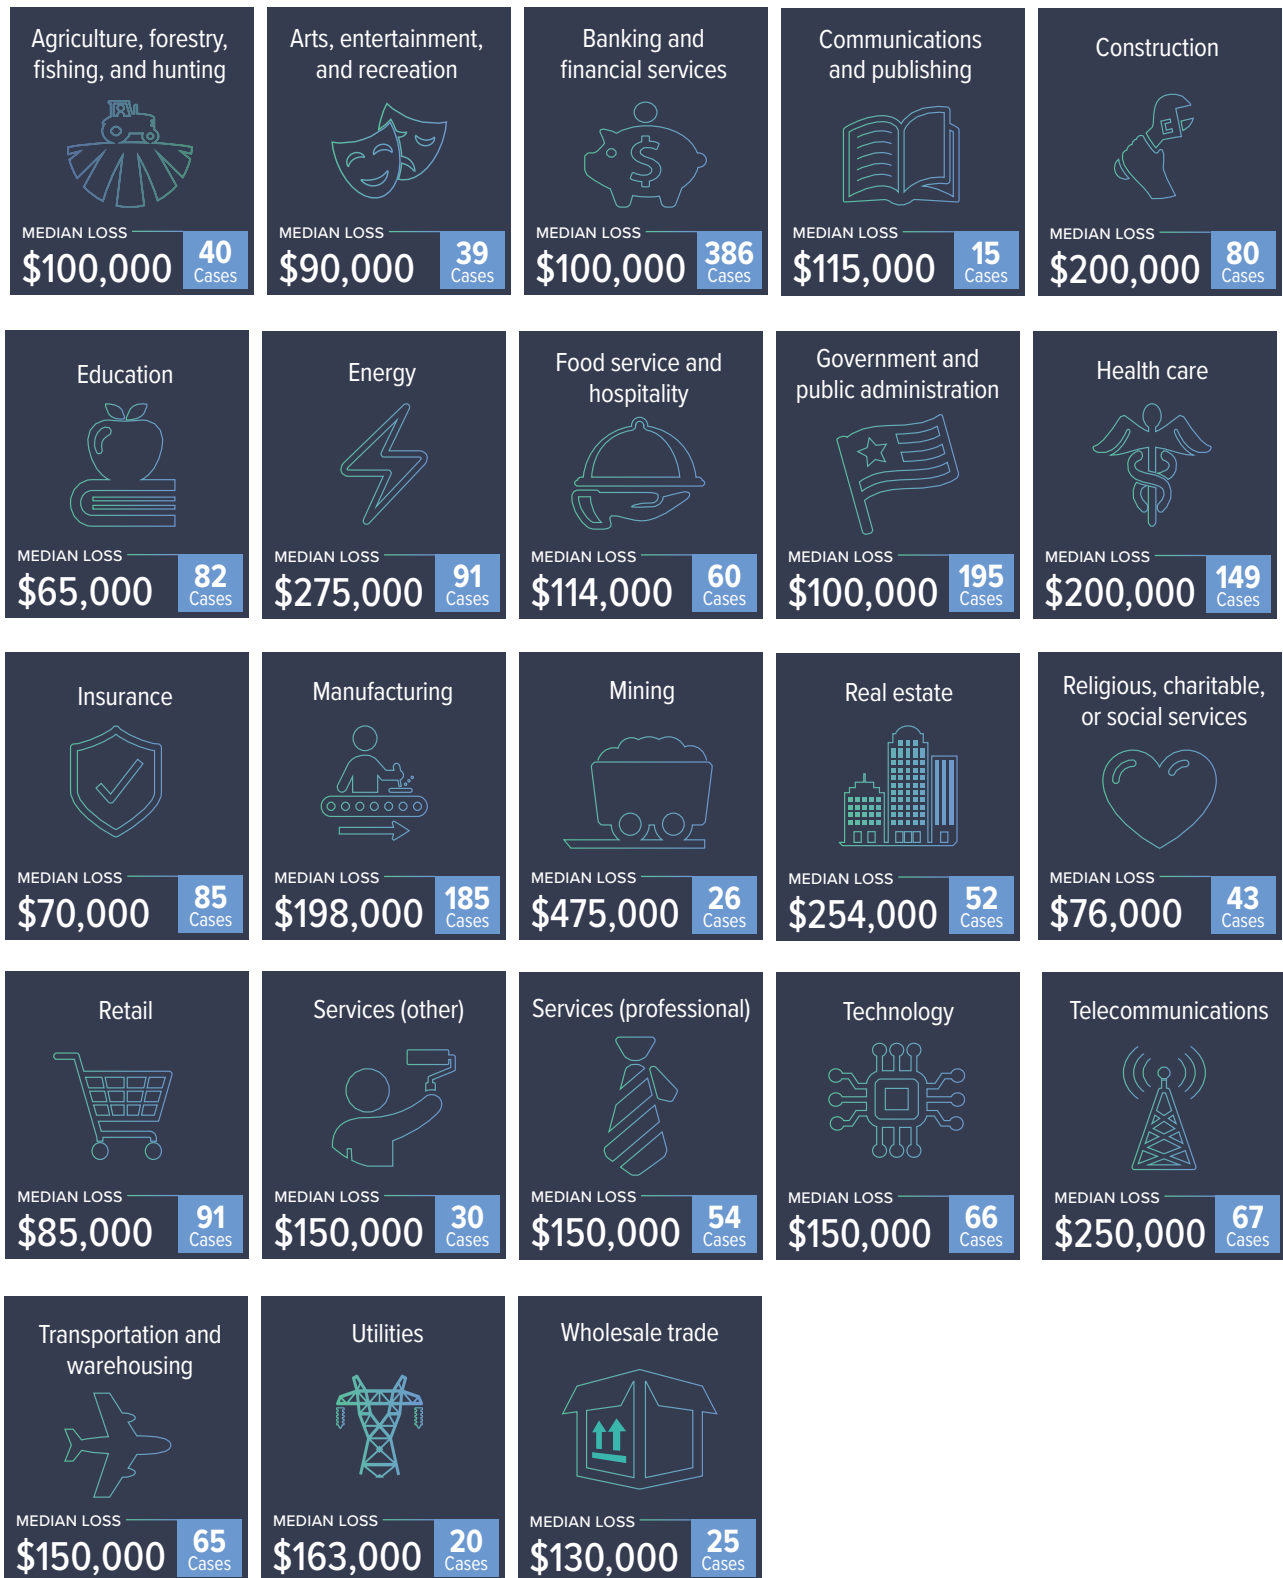 Agriculture, forestry,
fishing, and hunting
MEDIAN LOSS
$100,000
40
Cases
Arts, entertainment,
and recreation
MEDIAN LOSS
$90,000
39
Cases
Banking and
financial services
MEDIAN LOSS
$100,000
386
Cases
Communications
and publishing
MEDIAN LOSS
$115,000
15
Cases
Construction
MEDIAN LOSS
$200,000
80
Cases
Education
MEDIAN LOSS
$65,000
82
Cases
Energy
MEDIAN LOSS
$275,000
91
Cases
Food service and
hospitality
MEDIAN LOSS
$114,000
60
Cases
Government and
public administration
MEDIAN LOSS
$100,000
195
Cases
Health care
MEDIAN LOSS
$200,000
149
Cases
Insurance
MEDIAN LOSS
$70,000
85
Cases
Manufacturing
MEDIAN LOSS
$198,000
185
Cases
Mining
MEDIAN LOSS
$475,000
26
Cases
Real estate
MEDIAN LOSS
$254,000
52
Cases
Religious, charitable,
or social services
MEDIAN LOSS
$76,000
43
Cases
Retail
MEDIAN LOSS
$85,000
91
Cases
Services (other)
MEDIAN LOSS
$150,000
30
Cases
Services (professional)
MEDIAN LOSS
$150,000
54
Cases
Technology
MEDIAN LOSS
$150,000
66
Cases
Telecommunications
MEDIAN LOSS
$250,000
67
Cases
Transportation and
warehousing
MEDIAN LOSS
$150,000
65
Cases
Utilities
MEDIAN LOSS
$163,000
20
Cases
Wholesale trade
MEDIAN LOSS
$130,000
25
Cases